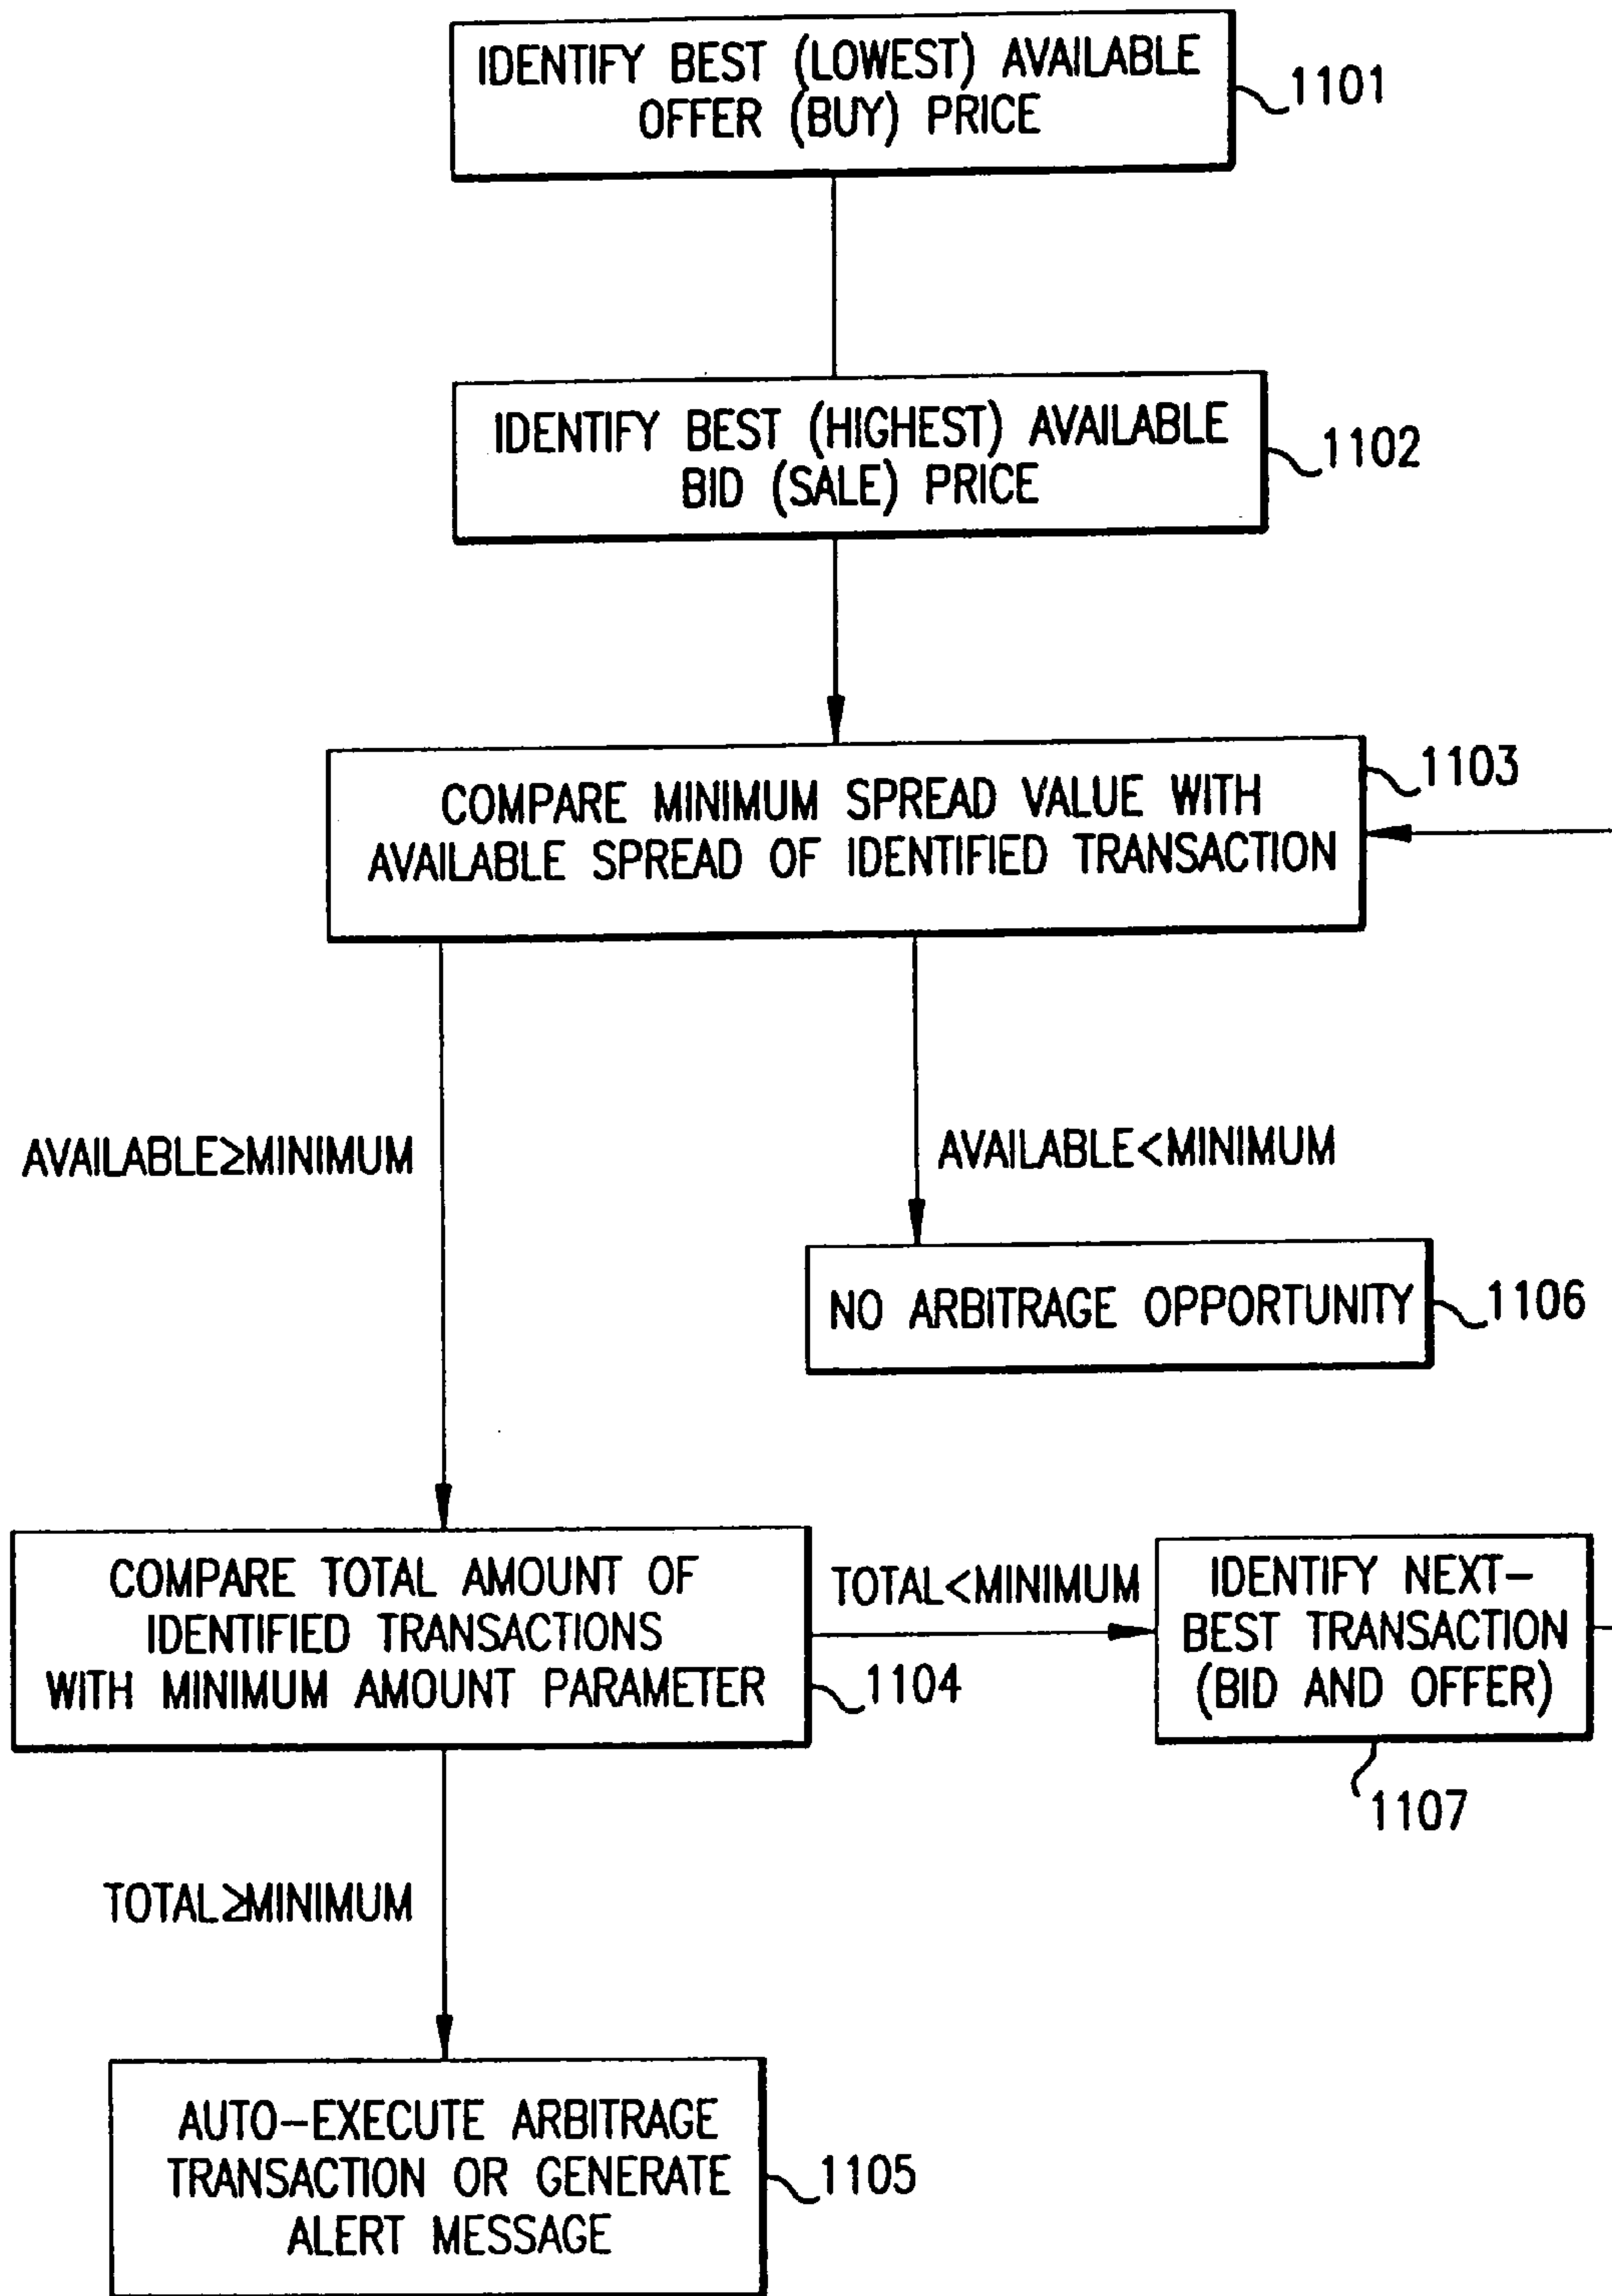 IDENTIFY BEST (LOWEST) AVAILABLE
OFFER (BUY) PRICE
1101
IDENTIFY BEST (HIGHEST) AVAILABLE
BID (SALE) PRICE
1102
COMPARE MINIMUM SPREAD VALUE WITH
AVAILABLE SPREAD OF IDENTIFIED TRANSACTION
1103
AVAILABLE≥MINIMUM
AVAILABLE<MINIMUM
NO ARBITRAGE OPPORTUNITY
1106
COMPARE TOTAL AMOUNT OF
IDENTIFIED TRANSACTIONS
WITH MINIMUM AMOUNT PARAMETER
1104
TOTAL<MINIMUM
IDENTIFY NEXT-
BEST TRANSACTION
(BID AND OFFER)
1107
TOTAL≥MINIMUM
AUTO-EXECUTE ARBITRAGE
TRANSACTION OR GENERATE
ALERT MESSAGE
1105